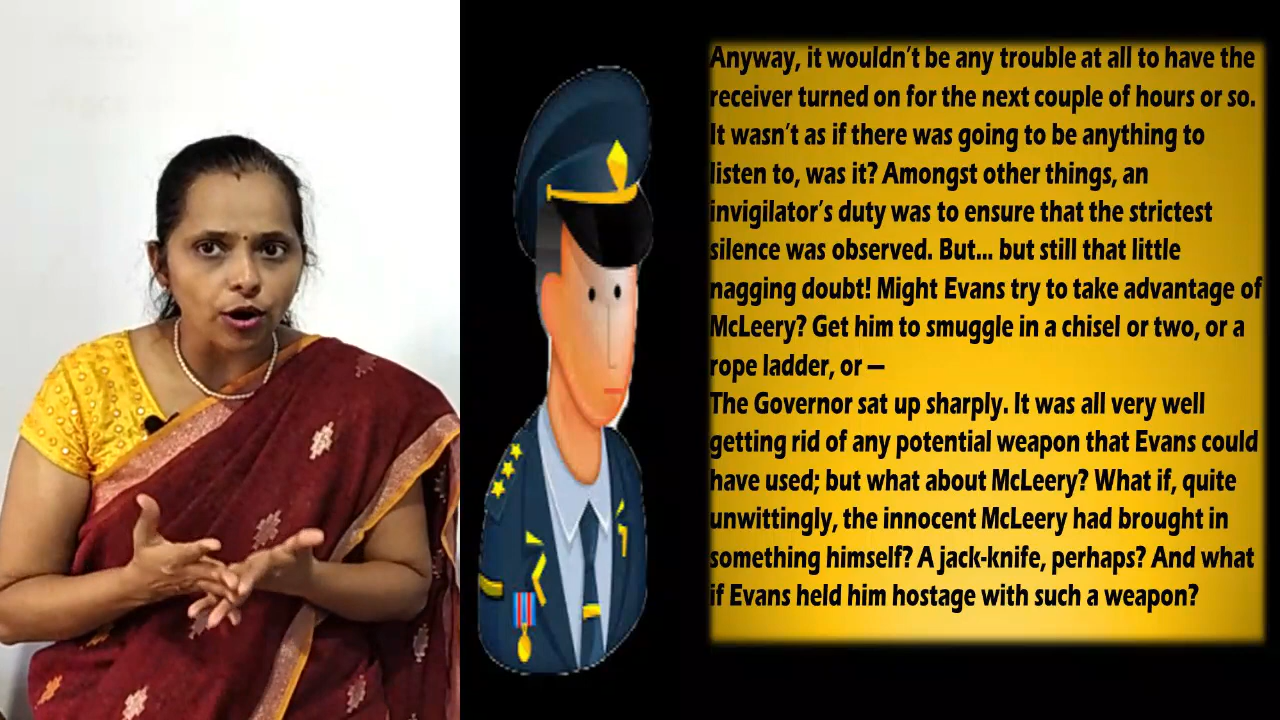 Anyway, it wouldn't be any trouble at all to have the
receiver turned on for the next couple of hours or so.
It wasn't as if there was going to be anything to
listen to, was it? Amongst other things, an
invigilator's duty was to ensure that the strictest
silence was observed. But... but still that little
nagging doubt! Might Evans try to take advantage of
McLeery? Get him to smuggle in a chisel or two, or a
rope ladder, or —
The Governor sat up sharply. It was all very well
getting rid of any potential weapon that Evans could
have used; but what about McLeery? What if, quite
unwittingly, the innocent McLeery had brought in
something himself? A jack-knife, perhaps? And what
if Evans held him hostage with such a weapon?